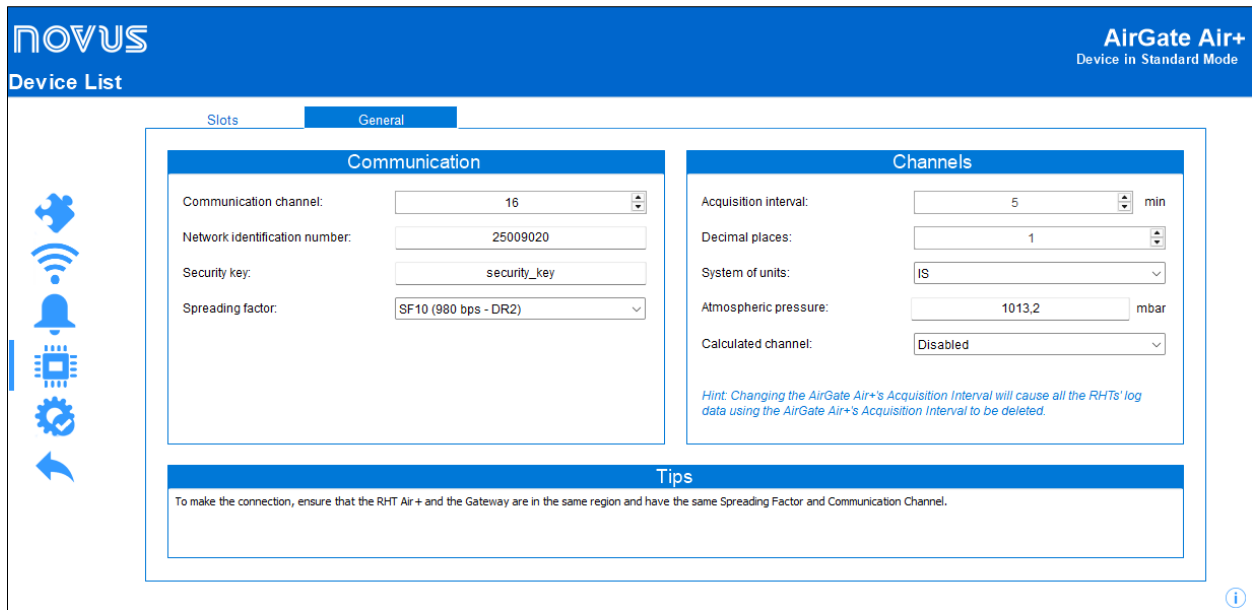 novus
AirGate Air+
Device in Standard Mode
Device List
Slots
General
Communication
Communication channel:
16
Network identification number:
25009020
Security key:
security_key
Spreading factor:
SF10 (980 bps - DR2)
Channels
Acquisition interval:
5
min
Decimal places:
1
System of units:
IS
Atmospheric pressure:
1013,2
mbar
Calculated channel:
Disabled
Hint: Changing the AirGate Air+'s Acquisition Interval will cause all the RHTs' log
data using the AirGate Air+'s Acquisition Interval to be deleted.
Tips
To make the connection, ensure that the RHT Air+ and the Gateway are in the same region and have the same Spreading Factor and Communication Channel.
i